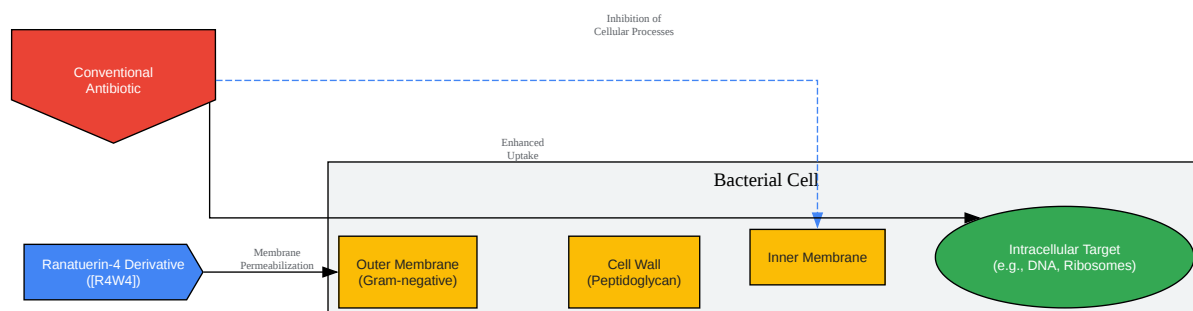 Inhibition of
Cellular Processes
Conventional
Antibiotic
Enhanced
Uptake
Bacterial Cell
Membrane
Permeabilization
Ranatuerin-4 Derivative
([R4W4])
Outer Membrane
(Gram-negative)
Cell Wall
(Peptidoglycan)
Inner Membrane
Intracellular Target
(e.g., DNA, Ribosomes)